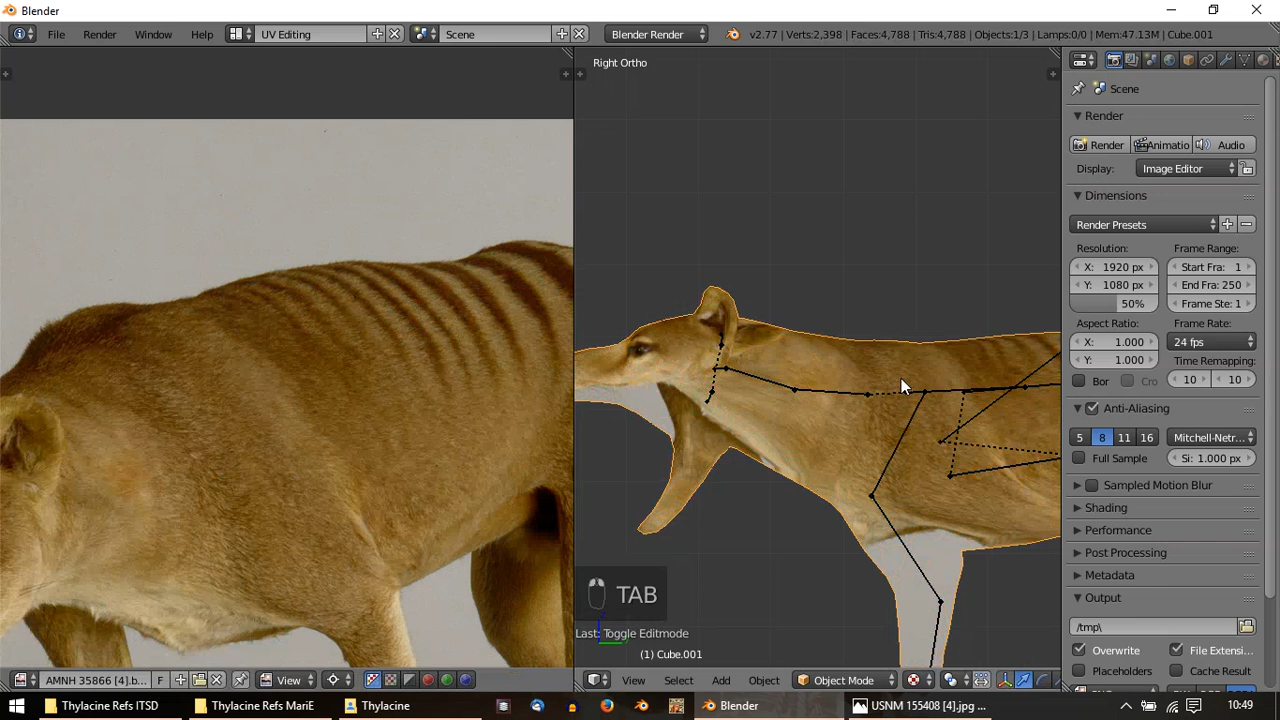 Blender
File Render Window Help UV Editing Scene Blender Render v2.77 | Verts:2,398 | Faces:4,788 | Tris:4,788 | Objects:1/3 | Lamps:0/0 | Mem:47.13M | Cube.001
Right Ortho
Scene
Render
Render Animatio Audio
Display: Image Editor
Dimensions
Render Presets
Resolution: Frame Range:
X: 1920 px Start Fra: 1
Y: 1080 px End Fra: 250
50% Frame Ste: 1
Aspect Ratio: Frame Rate:
X: 1.000 24 fps
Y: 1.000 Time Remapping:
Bor Cro 10 10
Anti-Aliasing
5 8 11 16 Mitchell-Netr...
Full Sample Si: 1.000 px
Sampled Motion Blur
Shading
Performance
Post Processing
Metadata
Output
/tmp\
Overwrite File Extensi...
Placeholders Cache Result
TAB
Last: Toggle Editmode
(1) Cube.001
AMNH 35866 [4].b... F View
View Select Add Object Object Mode
Thylacine Refs ITSD Thylacine Refs MariE Thylacine Blender USNM 155408 [4].jpg ... 10:49